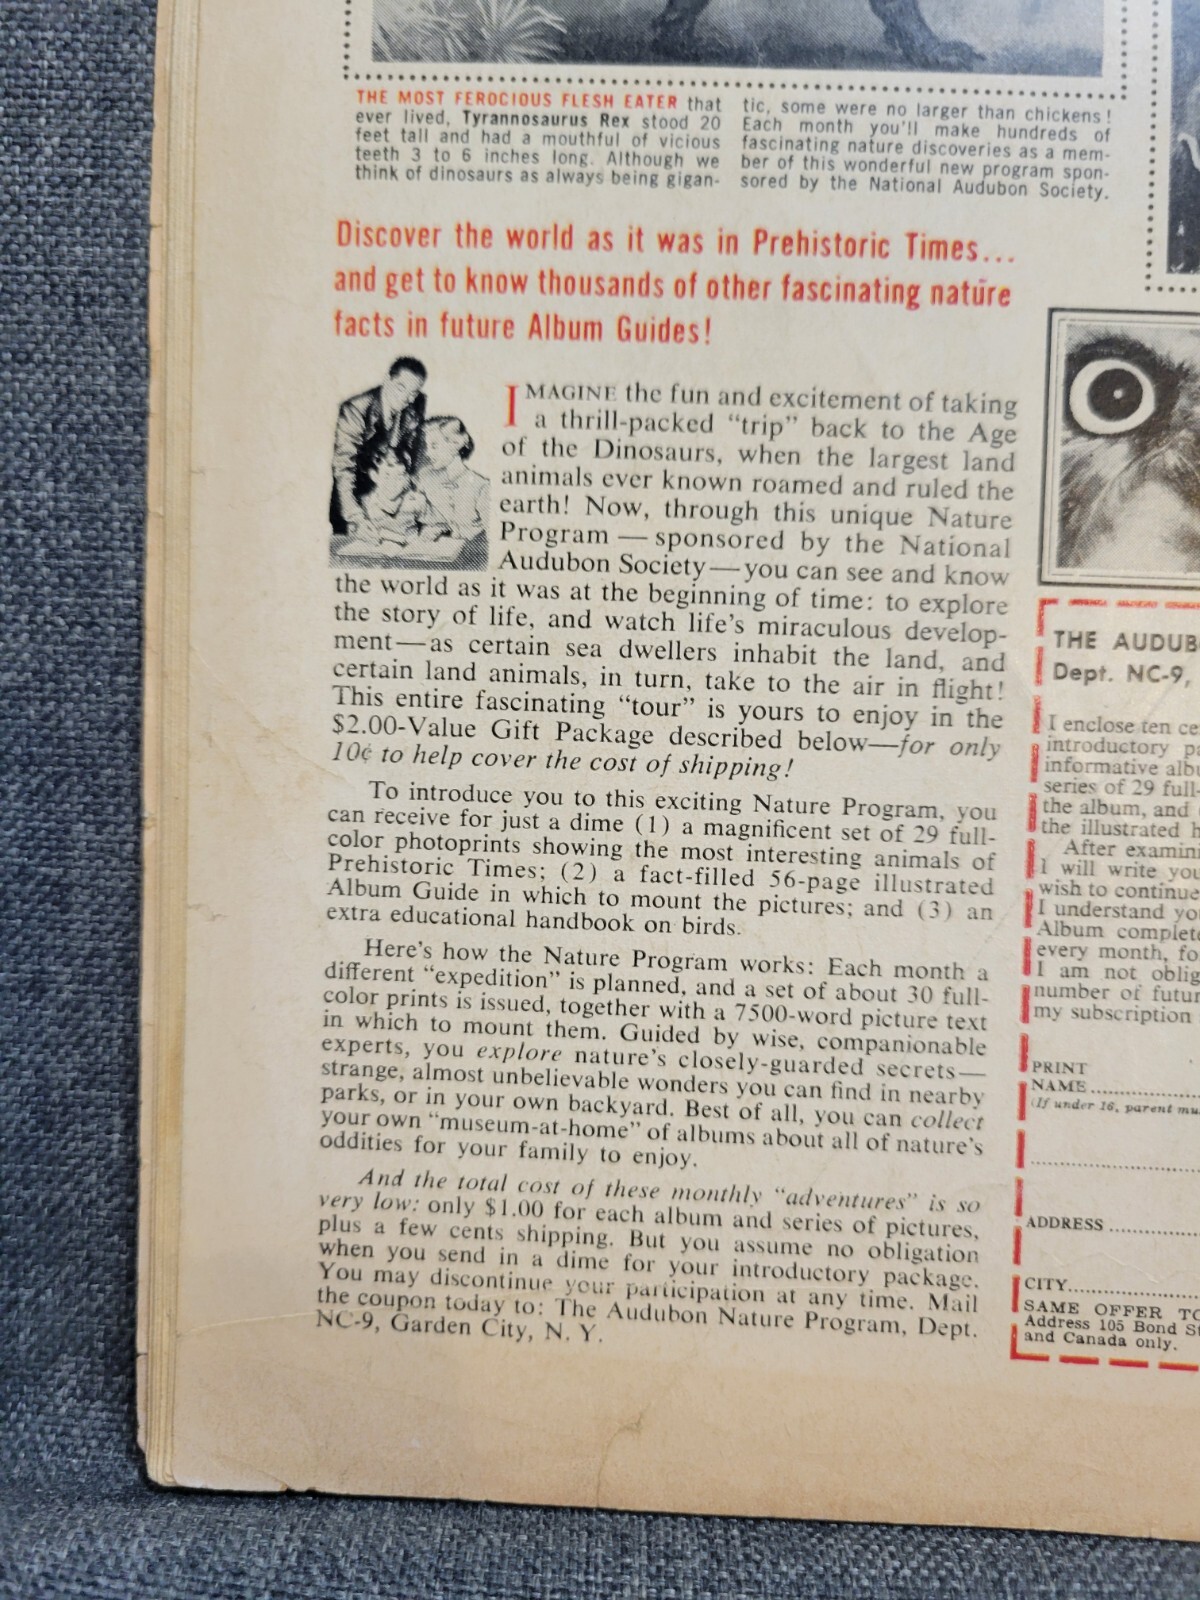 THE MOST FEROCIOUS FLESH EATER that
ever lived, Tyrannosaurus Rex stood 20
feet tall and had a mouthful of vicious
teeth 3 to 6 inches long. Although we
think of dinosaurs as always being gigan-
tic, some were no larger than chickens!
Each month you'll make hundreds of
fascinating nature discoveries as a mem-
ber of this wonderful new program spon-
sored by the National Audubon Society.
Discover the world as it was in Prehistoric Times...
and get to know thousands of other fascinating nature
facts in future Album Guides!
IMAGINE the fun and excitement of taking
a thrill-packed "trip" back to the Age
of the Dinosaurs, when the largest land
animals ever known roamed and ruled the
earth! Now, through this unique Nature
Program — sponsored by the National
Audubon Society—you can see and know
the world as it was at the beginning of time: to explore
the story of life, and watch life's miraculous develop-
ment—as certain sea dwellers inhabit the land, and
certain land animals, in turn, take to the air in flight!
This entire fascinating "tour" is yours to enjoy in the
$2.00-Value Gift Package described below—for only
10¢ to help cover the cost of shipping!
To introduce you to this exciting Nature Program, you
can receive for just a dime (1) a magnificent set of 29 full-
color photoprints showing the most interesting animals of
Prehistoric Times; (2) a fact-filled 56-page illustrated
Album Guide in which to mount the pictures; and (3) an
extra educational handbook on birds.
Here's how the Nature Program works: Each month a
different "expedition" is planned, and a set of about 30 full-
color prints is issued, together with a 7500-word picture text
in which to mount them. Guided by wise, companionable
experts, you explore nature's closely-guarded secrets—
strange, almost unbelievable wonders you can find in nearby
parks, or in your own backyard. Best of all, you can collect
your own "museum-at-home" of albums about all of nature's
oddities for your family to enjoy.
And the total cost of these monthly "adventures" is so
very low: only $1.00 for each album and series of pictures,
plus a few cents shipping. But you assume no obligation
when you send in a dime for your introductory package.
You may discontinue your participation at any time. Mail
the coupon today to: The Audubon Nature Program, Dept.
NC-9, Garden City, N. Y.
THE AUDUB
Dept. NC-9,
I enclose ten ce
introductory pa
informative albu
series of 29 full-
the album, and
the illustrated h
After examini
I will write you
wish to continue
I understand yo
Album complete
every month, fo
I am not oblig
number of futur
my subscription
PRINT
NAME
(If under 16, parent mu
ADDRESS
CITY
SAME OFFER TO
Address 105 Bond St
and Canada only.